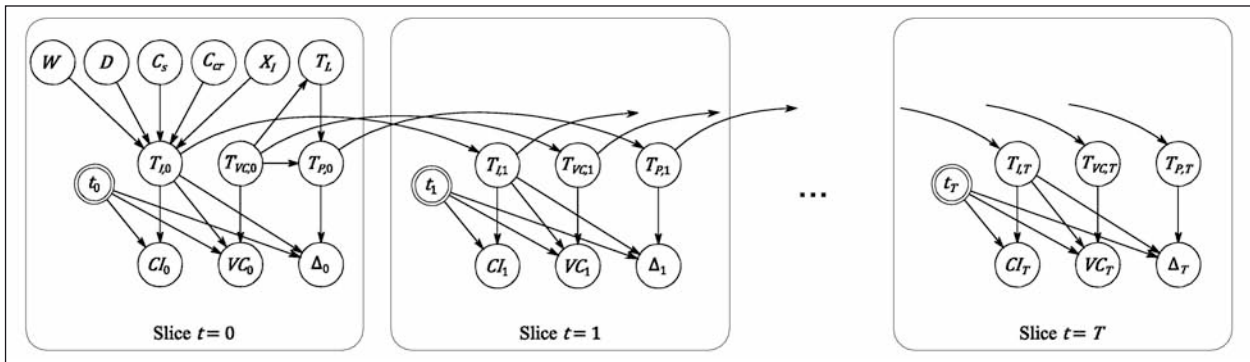 W D C_s C_cr X_I T_L
T_I,0 T_VC,0 T_P,0 T_I,1 T_VC,1 T_P,1 T_I,T T_VC,T T_P,T
t_0 t_1 ... t_T
CI_0 VC_0 Δ_0 CI_1 VC_1 Δ_1 CI_T VC_T Δ_T
Slice t = 0 Slice t = 1 Slice t = T